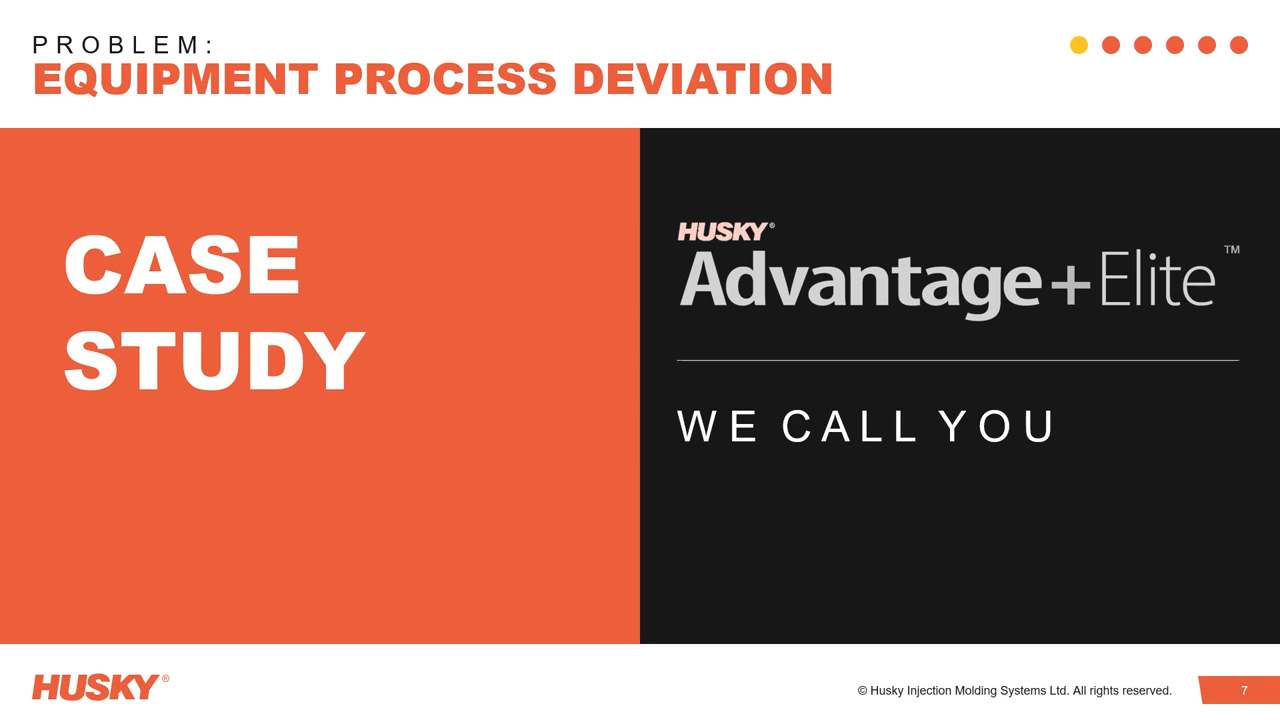 PROBLEM:
EQUIPMENT PROCESS DEVIATION
CASE
STUDY
HUSKY®
Advantage+Elite™
WE CALL YOU
HUSKY®
© Husky Injection Molding Systems Ltd. All rights reserved.
7